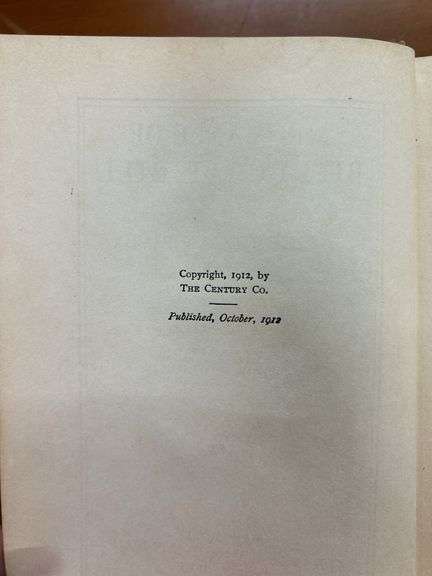 Copyright, 1912, by
THE CENTURY CO.
Published, October, 1912